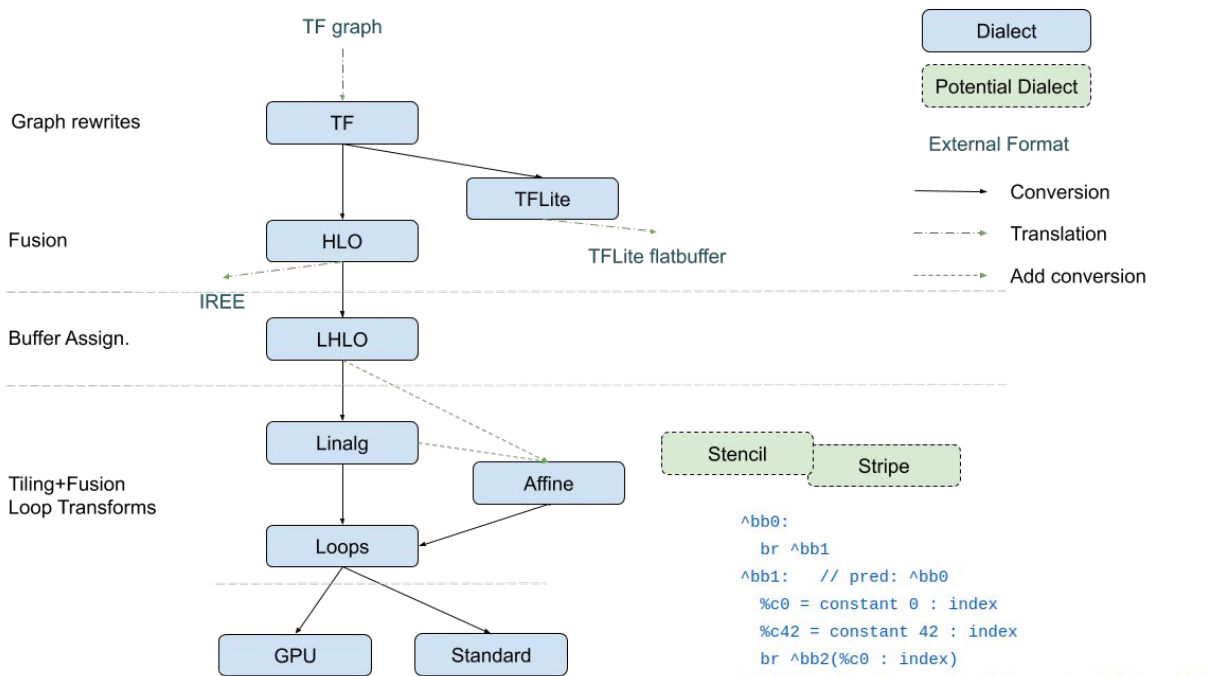 TF graph
Dialect
Potential Dialect
Graph rewrites
TF
External Format
TFLite
Conversion
Fusion
HLO
Translation
TFLite flatbuffer
Add conversion
IREE
Buffer Assign.
LHLO
Linalg
Stencil
Stripe
Tiling+Fusion
Loop Transforms
Affine
Loops
^bb0:
br ^bb1
^bb1:   // pred: ^bb0
%c0 = constant 0 : index
%c42 = constant 42 : index
br ^bb2(%c0 : index)
GPU
Standard